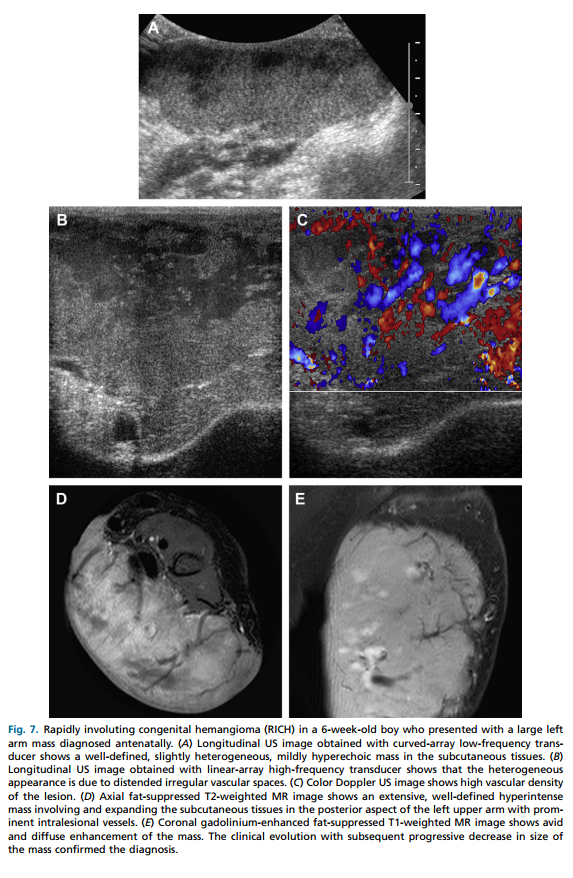 A
B
C
D
E
Fig. 7. Rapidly involuting congenital hemangioma (RICH) in a 6-week-old boy who presented with a large left
arm mass diagnosed antenatally. (A) Longitudinal US image obtained with curved-array low-frequency trans-
ducer shows a well-defined, slightly heterogeneous, mildly hyperechoic mass in the subcutaneous tissues. (B)
Longitudinal US image obtained with linear-array high-frequency transducer shows that the heterogeneous
appearance is due to distended irregular vascular spaces. (C) Color Doppler US image shows high vascular density
of the lesion. (D) Axial fat-suppressed T2-weighted MR image shows an extensive, well-defined hyperintense
mass involving and expanding the subcutaneous tissues in the posterior aspect of the left upper arm with prom-
inent intralesional vessels. (E) Coronal gadolinium-enhanced fat-suppressed T1-weighted MR image shows avid
and diffuse enhancement of the mass. The clinical evolution with subsequent progressive decrease in size of
the mass confirmed the diagnosis.